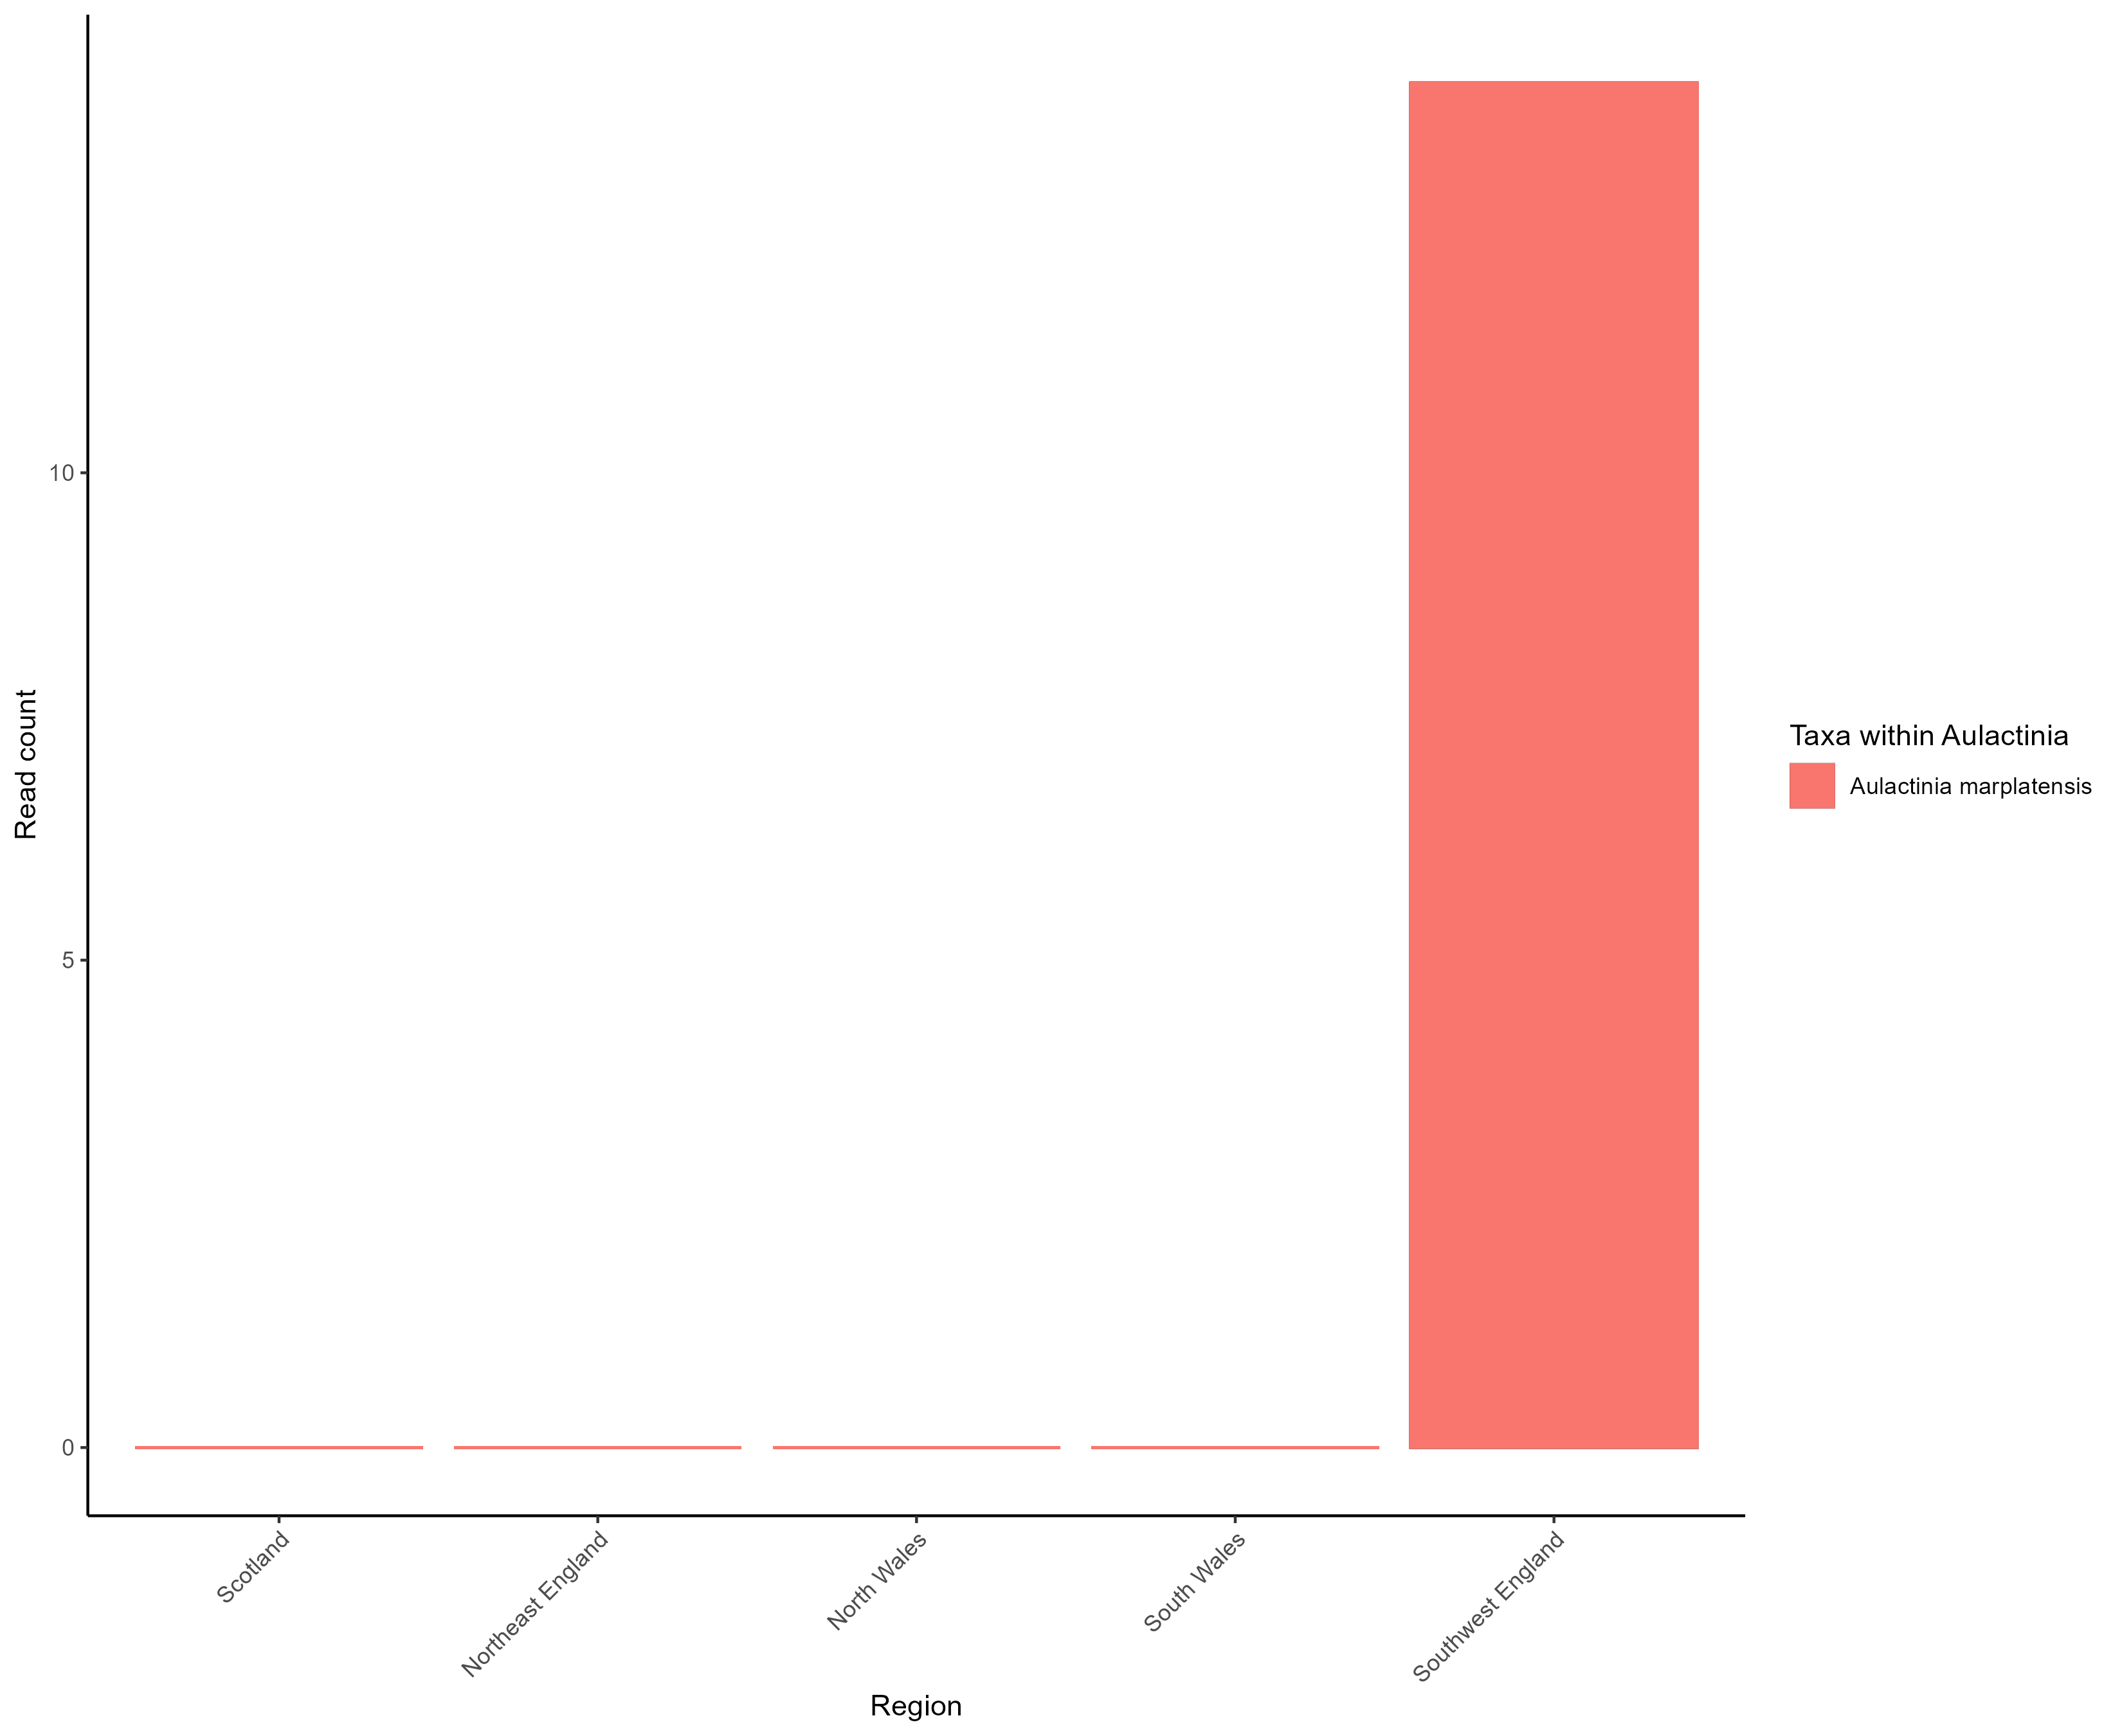 Read count
10
5
0
Scotland
Northeast England
North Wales
South Wales
Southwest England
Region
Taxa within Aulactinia
Aulactinia marplatensis